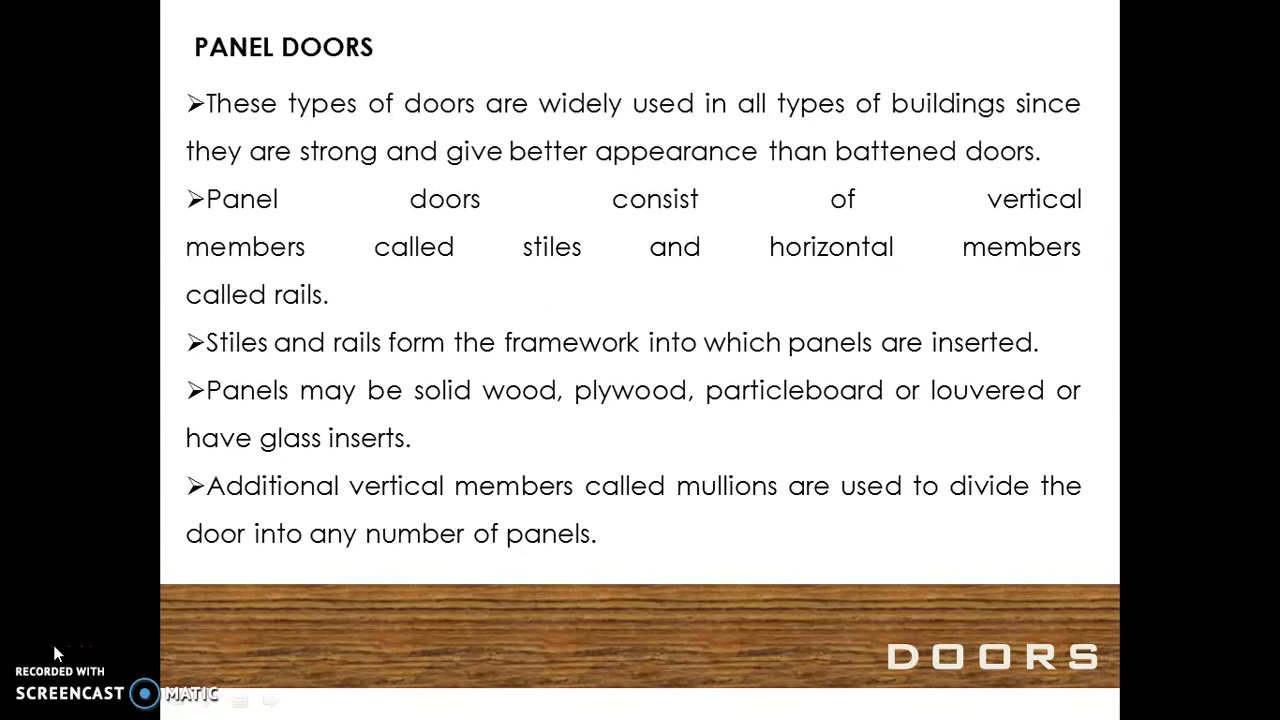 PANEL DOORS
➢These types of doors are widely used in all types of buildings since
they are strong and give better appearance than battened doors.
➢Panel doors consist of vertical
members called stiles and horizontal members
called rails.
➢Stiles and rails form the framework into which panels are inserted.
➢Panels may be solid wood, plywood, particleboard or louvered or
have glass inserts.
➢Additional vertical members called mullions are used to divide the
door into any number of panels.
DOORS
RECORDED WITH
SCREENCAST MATIC